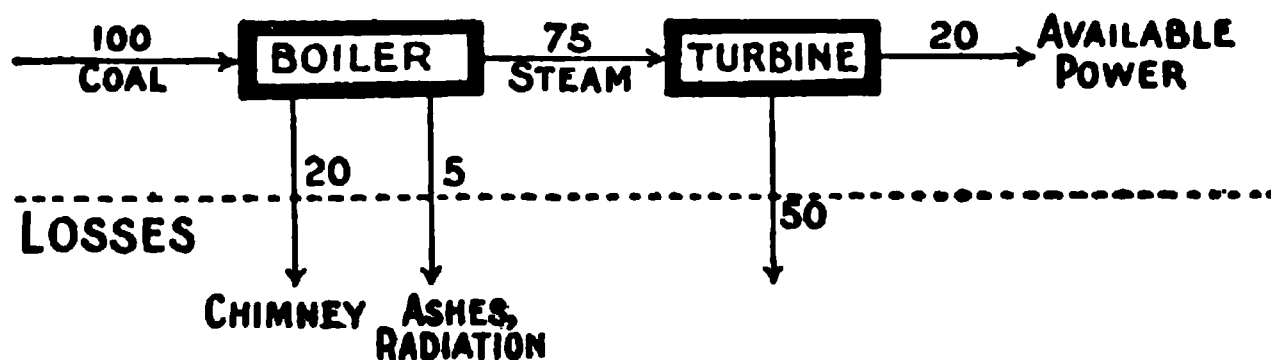 100
COAL
BOILER
75
STEAM
TURBINE
20
AVAILABLE
POWER
20
5
50
LOSSES
CHIMNEY
ASHES,
RADIATION